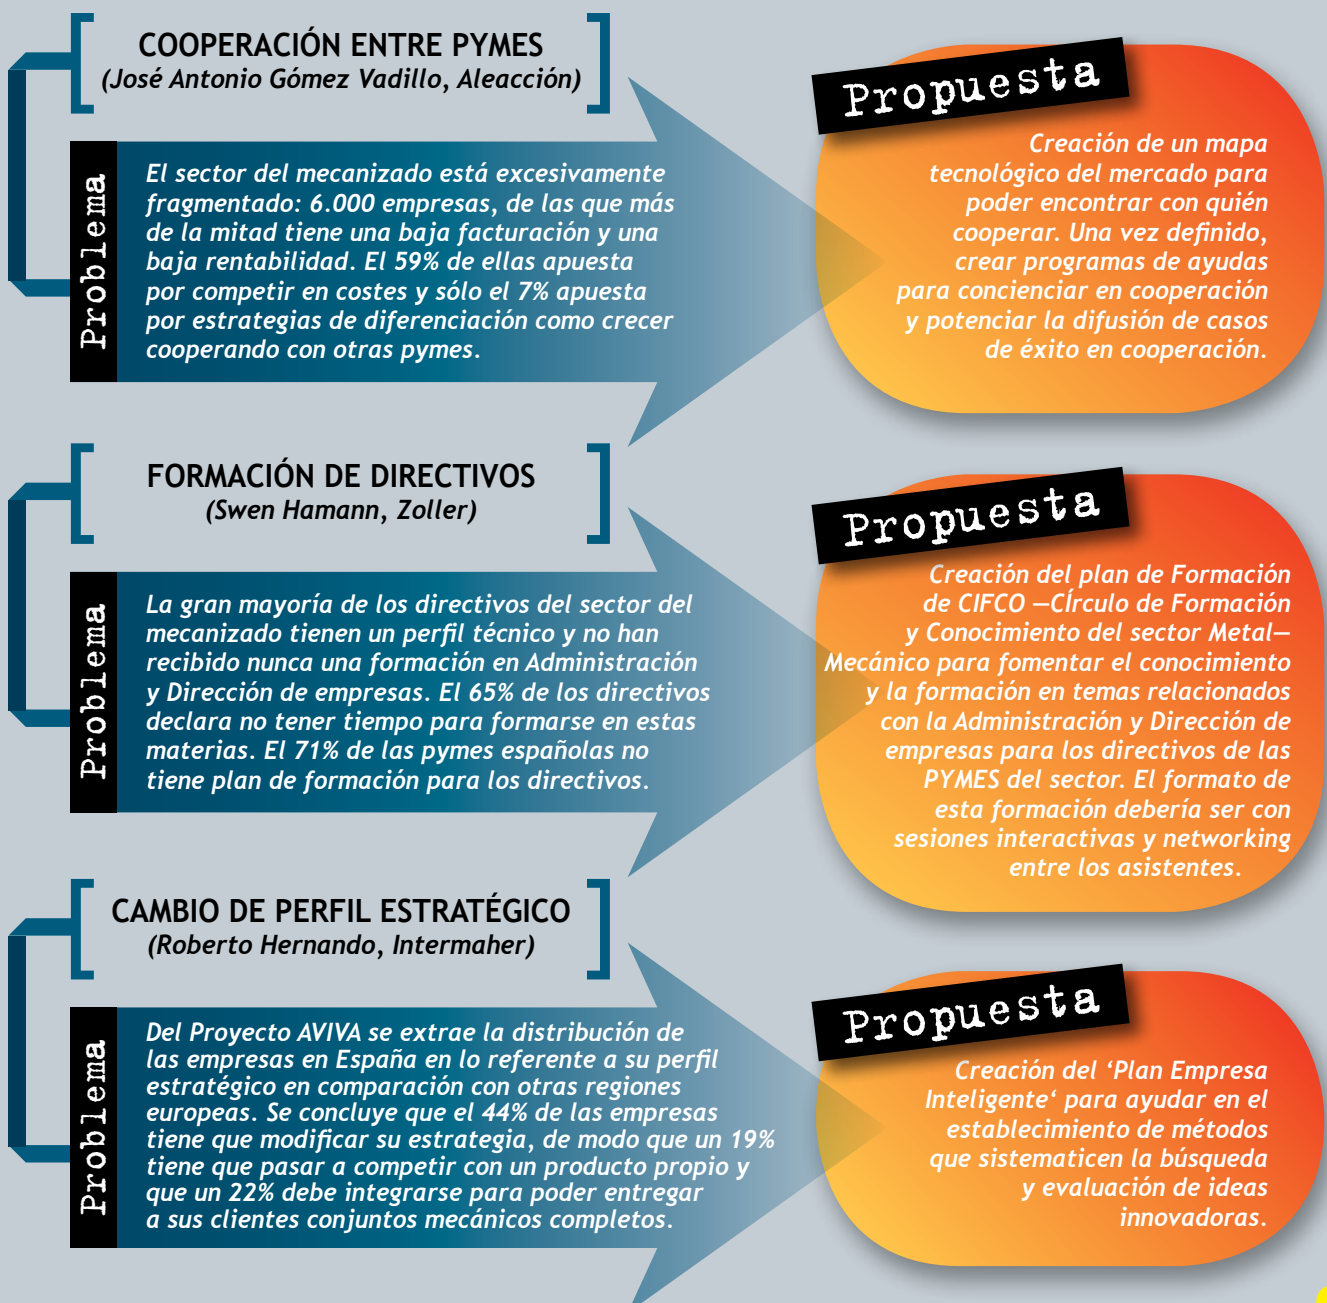 COOPERACIÓN ENTRE PYMES
(José Antonio Gómez Vadillo, Aleacción)
Problema
El sector del mecanizado está excesivamente
fragmentado: 6.000 empresas, de las que más
de la mitad tiene una baja facturación y una
baja rentabilidad. El 59% de ellas apuesta
por competir en costes y sólo el 7% apuesta
por estrategias de diferenciación como crecer
cooperando con otras pymes.
Propuesta
Creación de un mapa
tecnológico del mercado para
poder encontrar con quién
cooperar. Una vez definido,
crear programas de ayudas
para concienciar en cooperación
y potenciar la difusión de casos
de éxito en cooperación.
FORMACIÓN DE DIRECTIVOS
(Swen Hamann, Zoller)
Problema
La gran mayoría de los directivos del sector del
mecanizado tienen un perfil técnico y no han
recibido nunca una formación en Administración
y Dirección de empresas. El 65% de los directivos
declara no tener tiempo para formarse en estas
materias. El 71% de las pymes españolas no
tiene plan de formación para los directivos.
Propuesta
Creación del plan de Formación
de CIFCO —CÍrculo de Formación
y Conocimiento del sector Metal—
Mecánico para fomentar el conocimiento
y la formación en temas relacionados
con la Administración y Dirección de
empresas para los directivos de las
PYMES del sector. El formato de
esta formación debería ser con
sesiones interactivas y networking
entre los asistentes.
CAMBIO DE PERFIL ESTRATÉGICO
(Roberto Hernando, Intermaher)
Problema
Del Proyecto AVIVA se extrae la distribución de
las empresas en España en lo referente a su perfil
estratégico en comparación con otras regiones
europeas. Se concluye que el 44% de las empresas
tiene que modificar su estrategia, de modo que un 19%
tiene que pasar a competir con un producto propio y
que un 22% debe integrarse para poder entregar
a sus clientes conjuntos mecánicos completos.
Propuesta
Creación del ‘Plan Empresa
Inteligente‘ para ayudar en el
establecimiento de métodos
que sistematicen la búsqueda
y evaluación de ideas
innovadoras.